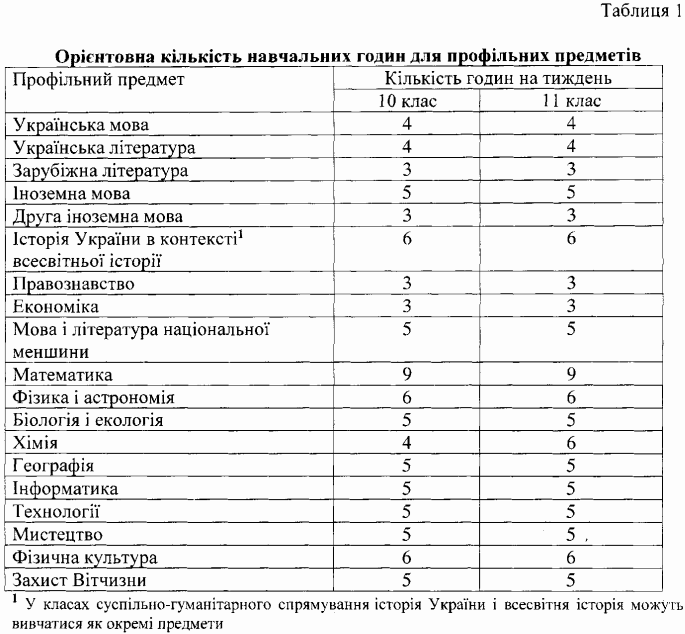 Таблиця 1
Орієнтовна кількість навчальних годин для профільних предметів
Профільний предмет Кількість годин на тиждень
10 клас 11 клас
Українська мова 4 4
Українська література 4 4
Зарубіжна література 3 3
Іноземна мова 5 5
Друга іноземна мова 3 3
Історія України в контексті¹ 6 6
всесвітньої історії
Правознавство 3 3
Економіка 3 3
Мова і література національної 5 5
меншини
Математика 9 9
Фізика і астрономія 6 6
Біологія і екологія 5 5
Хімія 4 6
Географія 5 5
Інформатика 5 5
Технології 5 5
Мистецтво 5 5
Фізична культура 6 6
Захист Вітчизни 5 5
¹ У класах суспільно-гуманітарного спрямування історія України і всесвітня історія можуть
вивчатися як окремі предмети